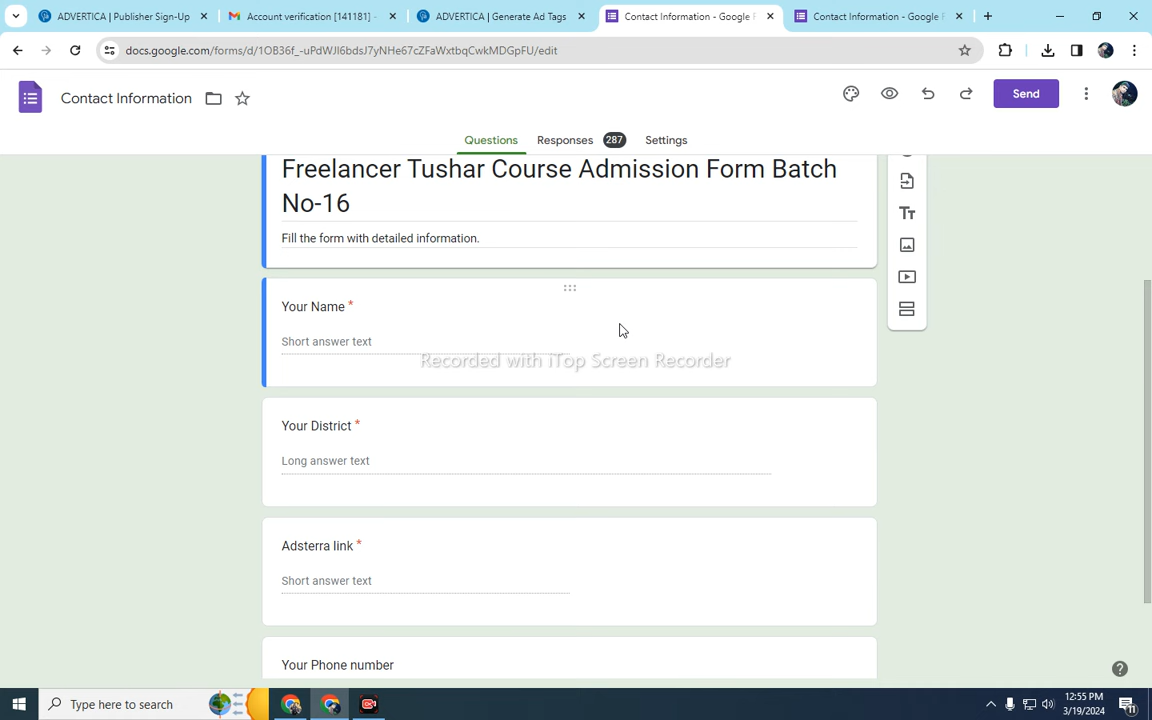 ADVERTICA | Publisher Sign-Up
Account verification [141181] -
ADVERTICA | Generate Ad Tags
Contact Information - Google F
Contact Information - Google F
docs.google.com/forms/d/1OB36f_-uPdWJI6bdsJ7yNHe67cZFaWxtbqCwkMDGpFU/edit
Contact Information
Send
Questions
Responses 287
Settings
Freelancer Tushar Course Admission Form Batch
No-16
Fill the form with detailed information.
Your Name *
Short answer text
Recorded with iTop Screen Recorder
Your District *
Long answer text
Adsterra link *
Short answer text
Your Phone number
Type here to search
12:55 PM
3/19/2024
11